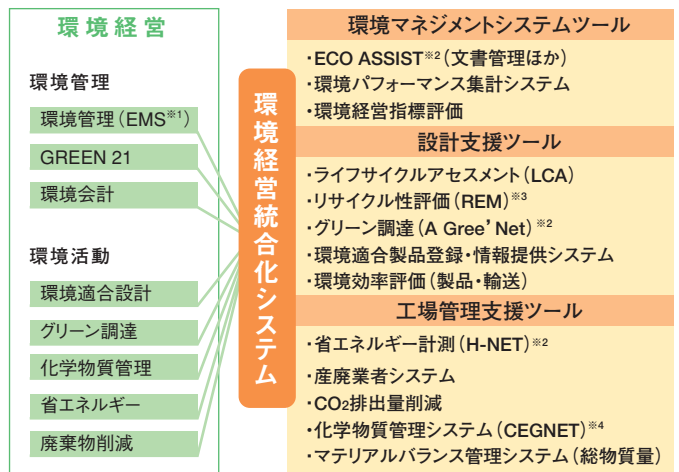 環境経営
環境管理
環境管理(EMS※1)
GREEN 21
環境会計
環境活動
環境適合設計
グリーン調達
化学物質管理
省エネルギー
廃棄物削減
環境経営統合化システム
環境マネジメントシステムツール
・ECO ASSIST※2(文書管理ほか)
・環境パフォーマンス集計システム
・環境経営指標評価
設計支援ツール
・ライフサイクルアセスメント(LCA)
・リサイクル性評価(REM)※3
・グリーン調達(A Gree'Net)※2
・環境適合製品登録・情報提供システム
・環境効率評価(製品・輸送)
工場管理支援ツール
・省エネルギー計測(H-NET)※2
・産廃業者システム
・CO2排出量削減
・化学物質管理システム(CEGNET)※4
・マテリアルバランス管理システム(総物質量)